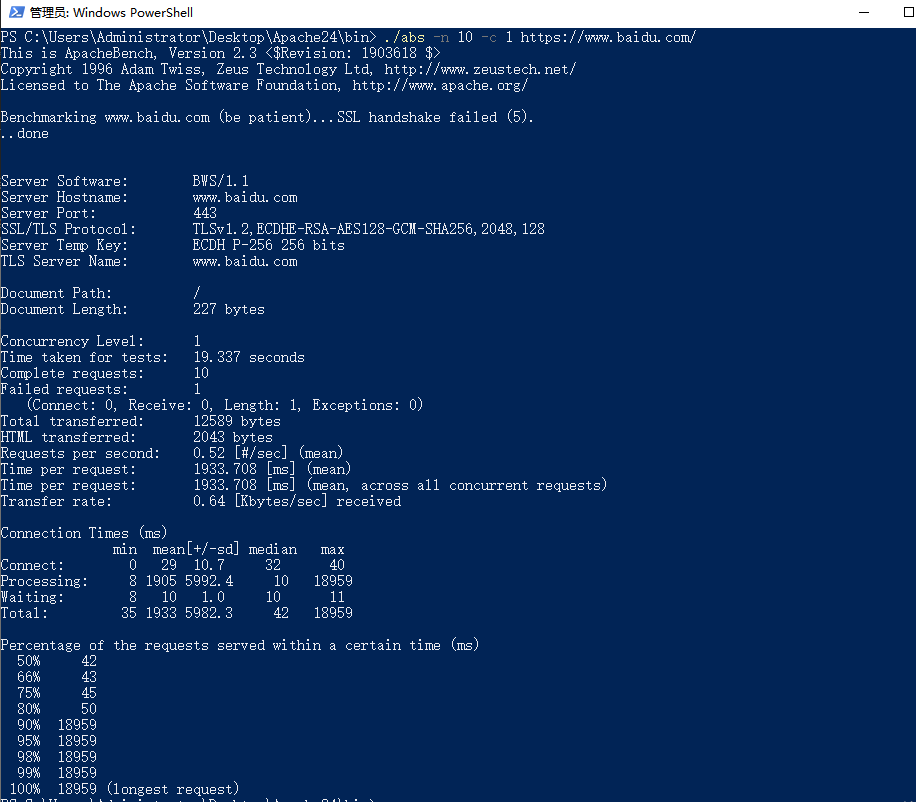 管理员: Windows PowerShell
PS C:\Users\Administrator\Desktop\Apache24\bin> ./abs -n 10 -c 1 https://www.baidu.com/
This is ApacheBench, Version 2.3 <$Revision: 1903618 $>
Copyright 1996 Adam Twiss, Zeus Technology Ltd, http://www.zeustech.net/
Licensed to The Apache Software Foundation, http://www.apache.org/

Benchmarking www.baidu.com (be patient)...SSL handshake failed (5).
..done

Server Software:        BWS/1.1
Server Hostname:        www.baidu.com
Server Port:            443
SSL/TLS Protocol:       TLSv1.2,ECDHE-RSA-AES128-GCM-SHA256,2048,128
Server Temp Key:        ECDH P-256 256 bits
TLS Server Name:        www.baidu.com

Document Path:          /
Document Length:        227 bytes

Concurrency Level:      1
Time taken for tests:   19.337 seconds
Complete requests:      10
Failed requests:        1
   (Connect: 0, Receive: 0, Length: 1, Exceptions: 0)
Total transferred:      12589 bytes
HTML transferred:       2043 bytes
Requests per second:    0.52 [#/sec] (mean)
Time per request:       1933.708 [ms] (mean)
Time per request:       1933.708 [ms] (mean, across all concurrent requests)
Transfer rate:          0.64 [Kbytes/sec] received

Connection Times (ms)
              min  mean[+/-sd] median   max
Connect:        0   29  10.7     32      40
Processing:     8 1905 5992.4     10   18959
Waiting:        8   10   1.0     10      11
Total:         35 1933 5982.3     42   18959

Percentage of the requests served within a certain time (ms)
  50%     42
  66%     43
  75%     45
  80%     50
  90%  18959
  95%  18959
  98%  18959
  99%  18959
 100%  18959 (longest request)
PS C:\Users\Administrator\Desktop\Apache24\bin>